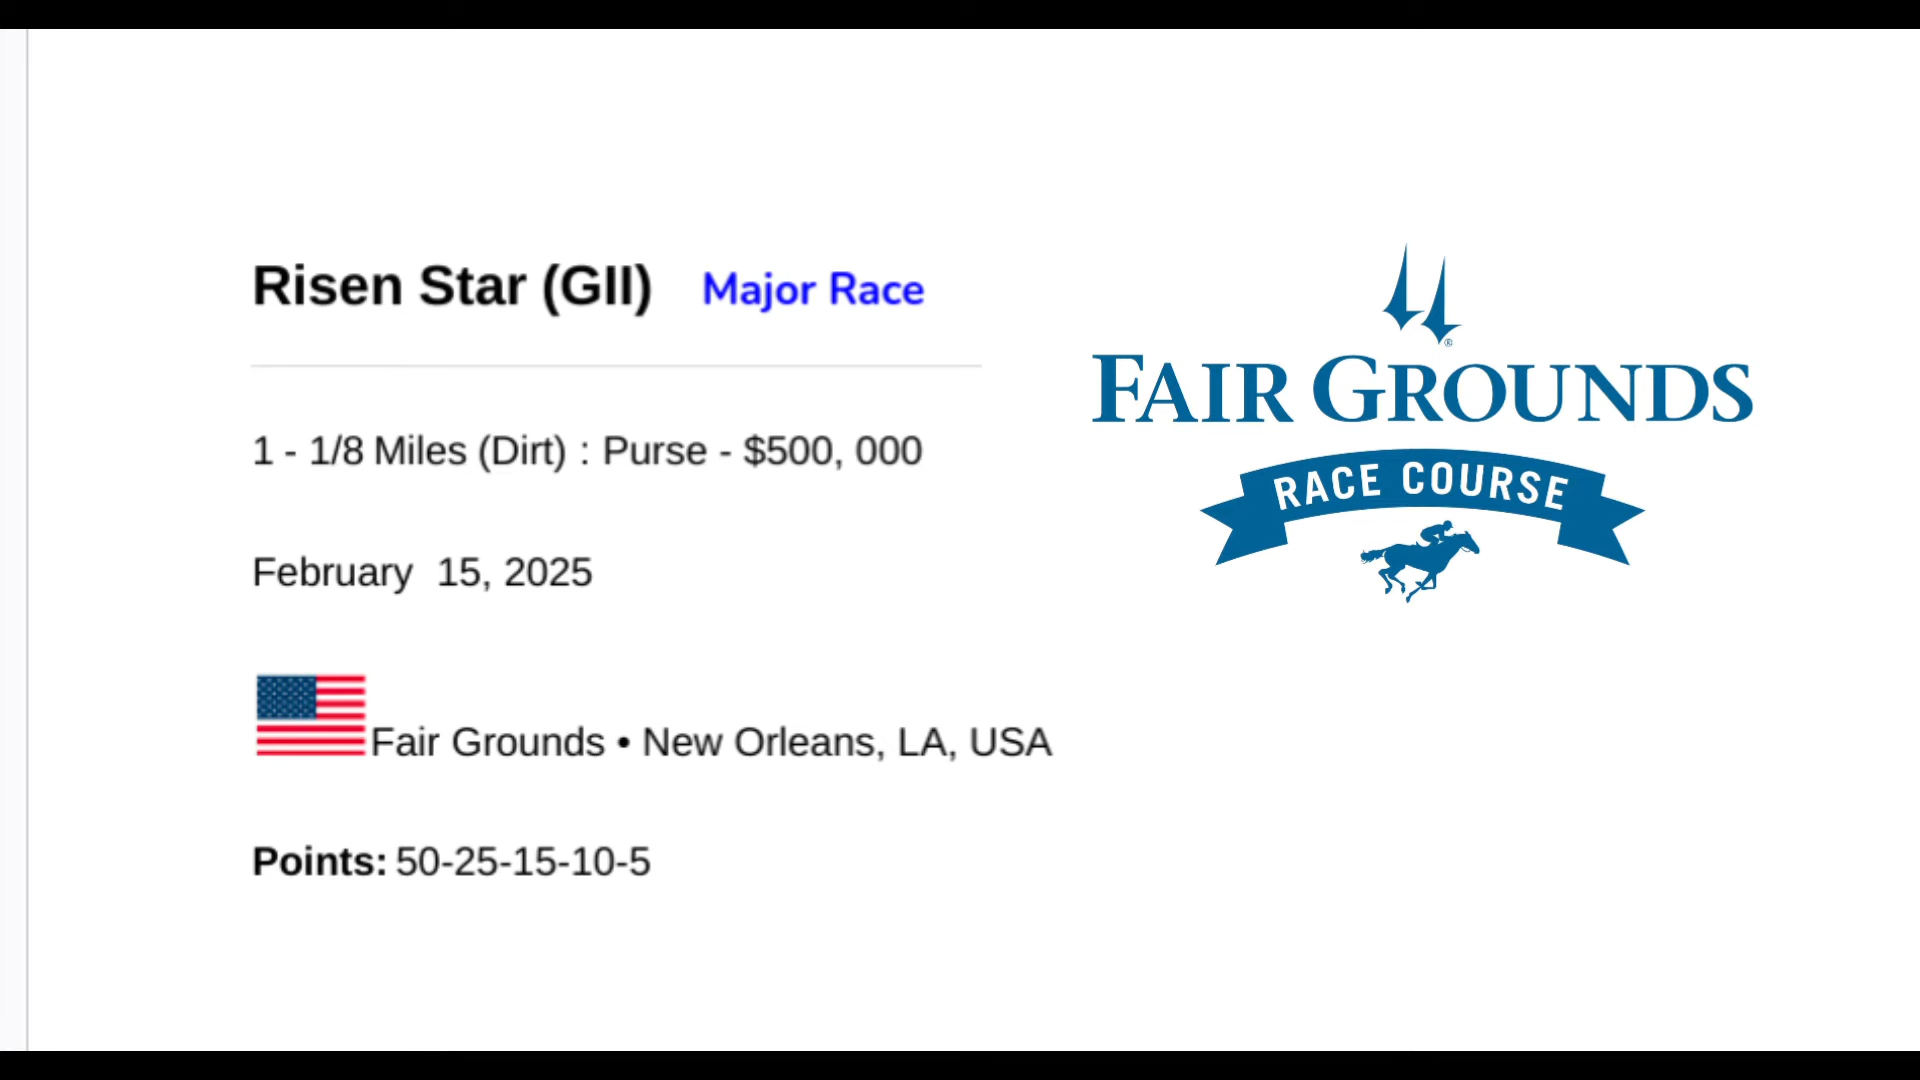 Risen Star (GII) Major Race
1 - 1/8 Miles (Dirt) : Purse - $500, 000
February 15, 2025
Fair Grounds • New Orleans, LA, USA
Points: 50-25-15-10-5
FAIR GROUNDS
®
RACE COURSE